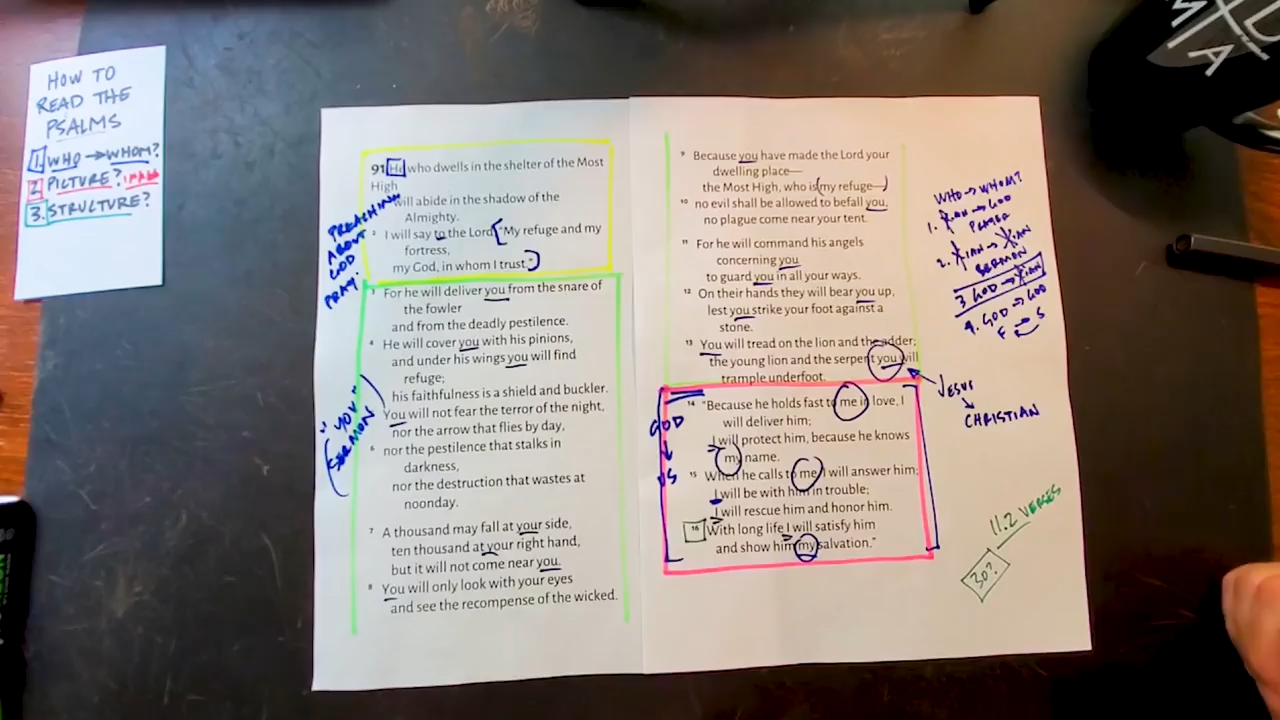 HOW TO
READ THE
PSALMS
1. WHO → WHOM?
2. PICTURE?
3. STRUCTURE?
91 He who dwells in the shelter of the Most
High
will abide in the shadow of the
Almighty.
2 I will say to the Lord, "My refuge and my
fortress,
my God, in whom I trust."
3 For he will deliver you from the snare of
the fowler
and from the deadly pestilence.
4 He will cover you with his pinions,
and under his wings you will find
refuge;
his faithfulness is a shield and buckler.
You will not fear the terror of the night,
nor the arrow that flies by day,
6 nor the pestilence that stalks in
darkness,
nor the destruction that wastes at
noonday.
7 A thousand may fall at your side,
ten thousand at your right hand,
but it will not come near you.
8 You will only look with your eyes
and see the recompense of the wicked.
PREACHING
ABOUT
GOD
PRAY.
"YOU"
SERMON
9 Because you have made the Lord your
dwelling place—
the Most High, who is my refuge—
10 no evil shall be allowed to befall you,
no plague come near your tent.
11 For he will command his angels
concerning you
to guard you in all your ways.
12 On their hands they will bear you up,
lest you strike your foot against a
stone.
13 You will tread on the lion and the adder;
the young lion and the serpent you will
trample underfoot.
14 "Because he holds fast to me in love, I
will deliver him;
I will protect him, because he knows
my name.
15 When he calls to me, I will answer him;
I will be with him in trouble;
I will rescue him and honor him.
16 With long life I will satisfy him
and show him my salvation."
GOD
↓
US
WHO → WHOM?
1. XIAN → GOD
PRAYER
2. XIAN → XIAN
SERMON
3 GOD → XIAN
4. GOD → GOD
F → S
JESUS
CHRISTIAN
11.2 VERSES
30?